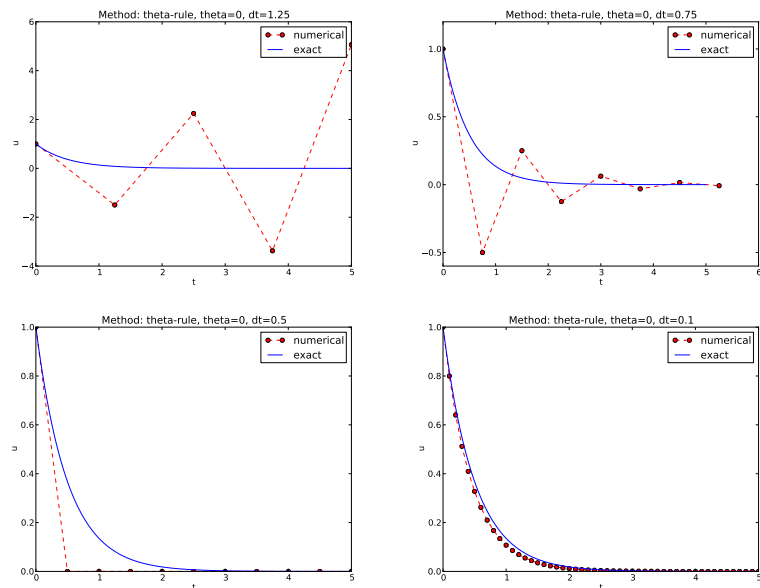 Method: theta-rule, theta=0, dt=1.25
6
4
2
0
−2
−4
u
0 1 2 3 4 5
t
numerical
exact
Method: theta-rule, theta=0, dt=0.75
1.0
0.5
0.0
−0.5
u
0 1 2 3 4 5 6
t
numerical
exact
Method: theta-rule, theta=0, dt=0.5
1.0
0.8
0.6
0.4
0.2
0.0
u
0 1 2 3 4 5
t
numerical
exact
Method: theta-rule, theta=0, dt=0.1
1.0
0.8
0.6
0.4
0.2
0.0
u
0 1 2 3 4 5
t
numerical
exact